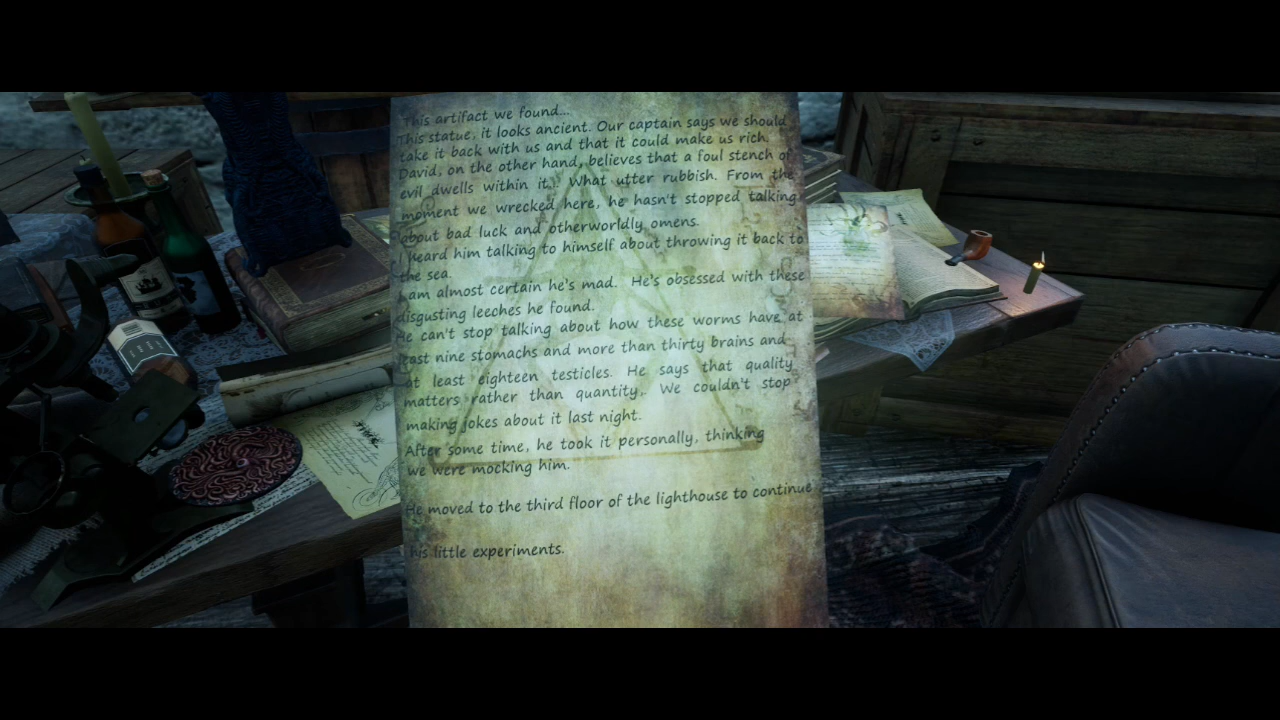 This artifact we found...
This statue, it looks ancient. Our captain says we should
take it back with us and that it could make us rich.
David, on the other hand, believes that a foul stench of
evil dwells within it. What utter rubbish. From the
moment we wrecked here, he hasn't stopped talking
about bad luck and otherworldly omens.
I heard him talking to himself about throwing it back to
the sea.
I am almost certain he's mad. He's obsessed with these
disgusting leeches he found.
He can't stop talking about how these worms have at
least nine stomachs and more than thirty brains and
at least eighteen testicles. He says that quality
matters rather than quantity. We couldn't stop
making jokes about it last night.
After some time, he took it personally, thinking
we were mocking him.
He moved to the third floor of the lighthouse to continue
his little experiments.